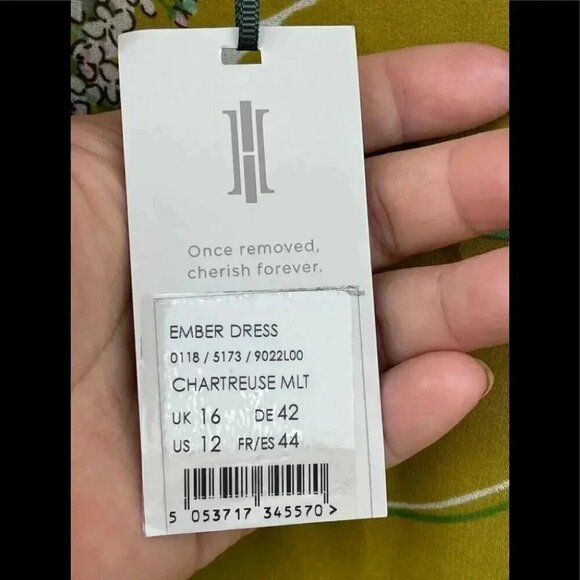 Once removed,
cherish forever.
EMBER DRESS
0118 / 5173 / 9022L00
CHARTREUSE MLT
UK 16 DE 42
US 12 FR/ES 44
5 053717 345570 >